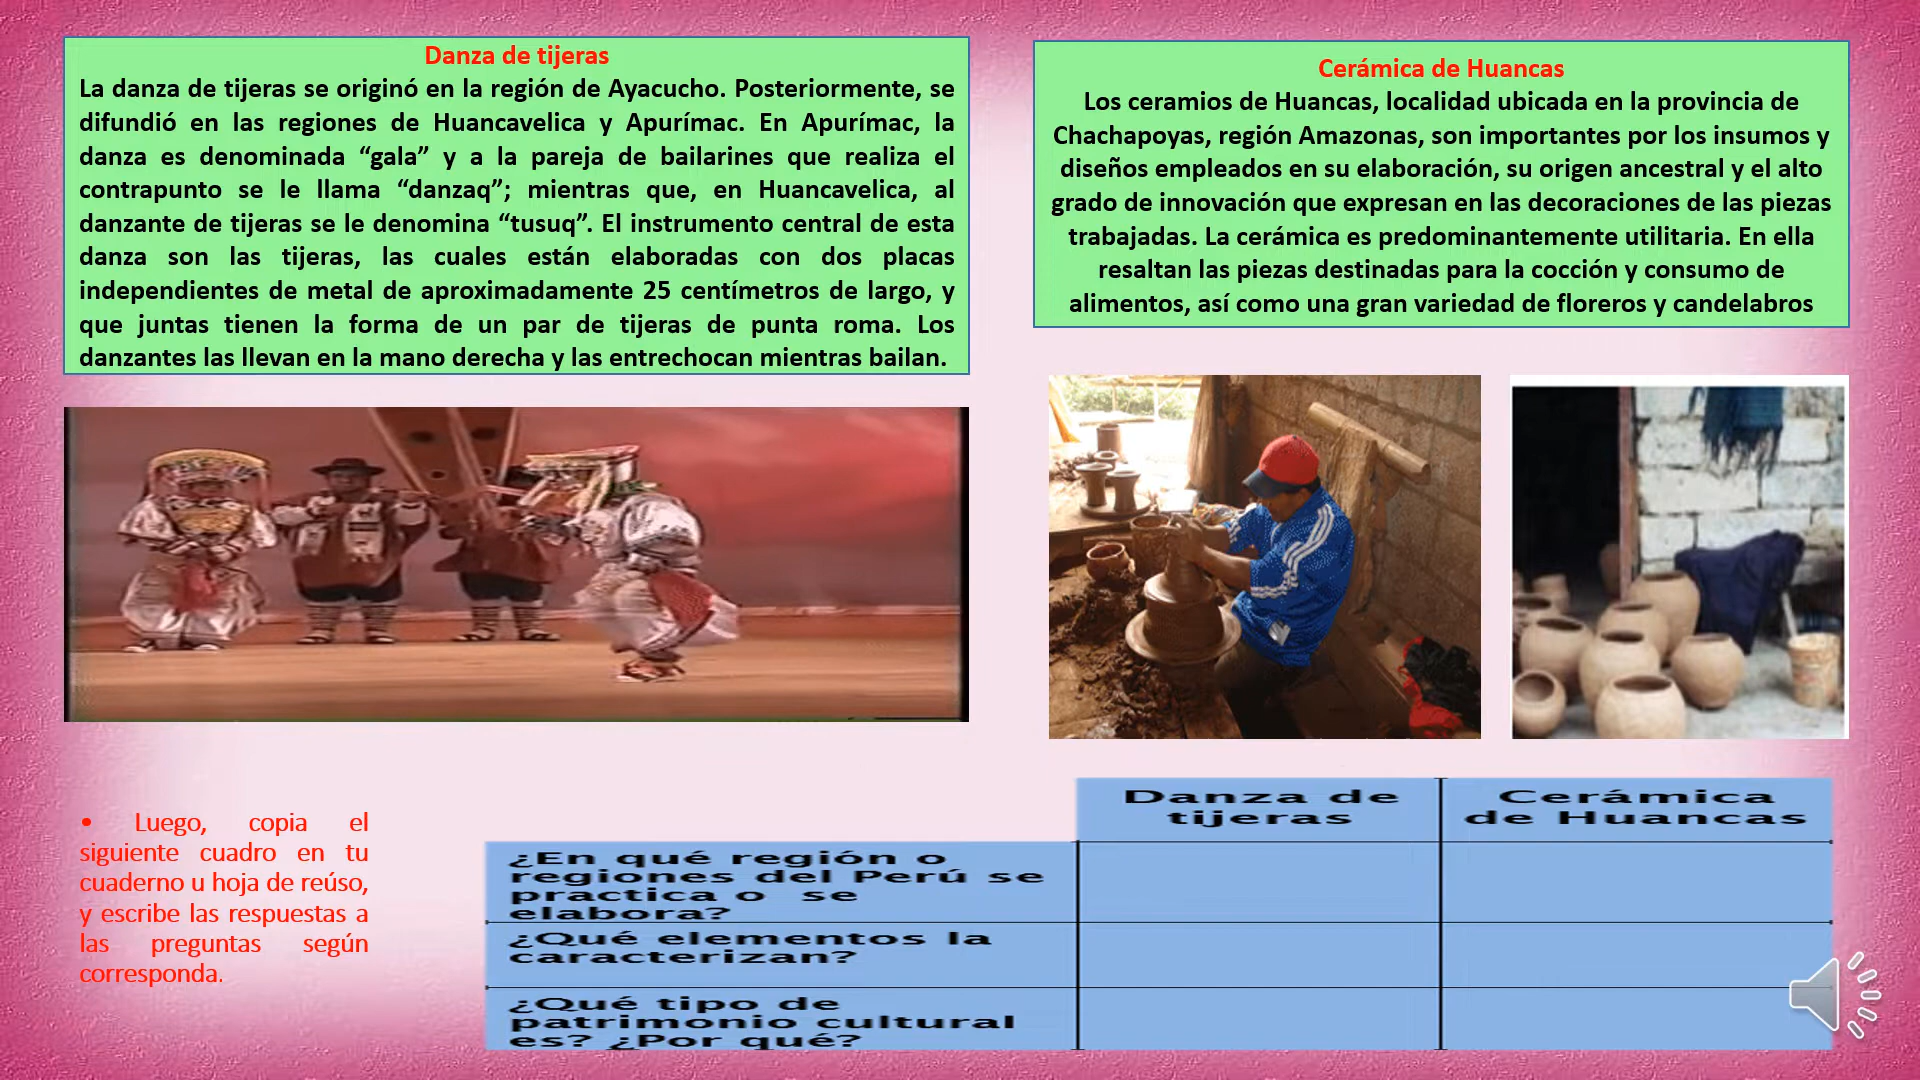 Danza de tijeras
La danza de tijeras se originó en la región de Ayacucho. Posteriormente, se
difundió en las regiones de Huancavelica y Apurímac. En Apurímac, la
danza es denominada “gala” y a la pareja de bailarines que realiza el
contrapunto se le llama “danzaq”; mientras que, en Huancavelica, al
danzante de tijeras se le denomina “tusuq”. El instrumento central de esta
danza son las tijeras, las cuales están elaboradas con dos placas
independientes de metal de aproximadamente 25 centímetros de largo, y
que juntas tienen la forma de un par de tijeras de punta roma. Los
danzantes las llevan en la mano derecha y las entrechocan mientras bailan.
Cerámica de Huancas
Los ceramios de Huancas, localidad ubicada en la provincia de
Chachapoyas, región Amazonas, son importantes por los insumos y
diseños empleados en su elaboración, su origen ancestral y el alto
grado de innovación que expresan en las decoraciones de las piezas
trabajadas. La cerámica es predominantemente utilitaria. En ella
resaltan las piezas destinadas para la cocción y consumo de
alimentos, así como una gran variedad de floreros y candelabros
• Luego, copia el
siguiente cuadro en tu
cuaderno u hoja de reúso,
y escribe las respuestas a
las preguntas según
corresponda.
Danza de
tijeras
Cerámica
de Huancas
¿En qué región o
regiones del Perú se
practica o se
elabora?
¿Qué elementos la
caracterizan?
¿Qué tipo de
patrimonio cultural
es? ¿Por qué?